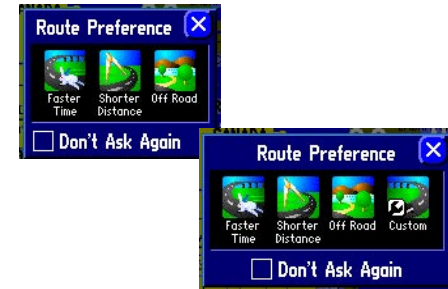 Route Preference X
Faster Time
Shorter Distance
Off Road
Don't Ask Again
Route Preference X
Faster Time
Shorter Distance
Off Road
Custom
Don't Ask Again